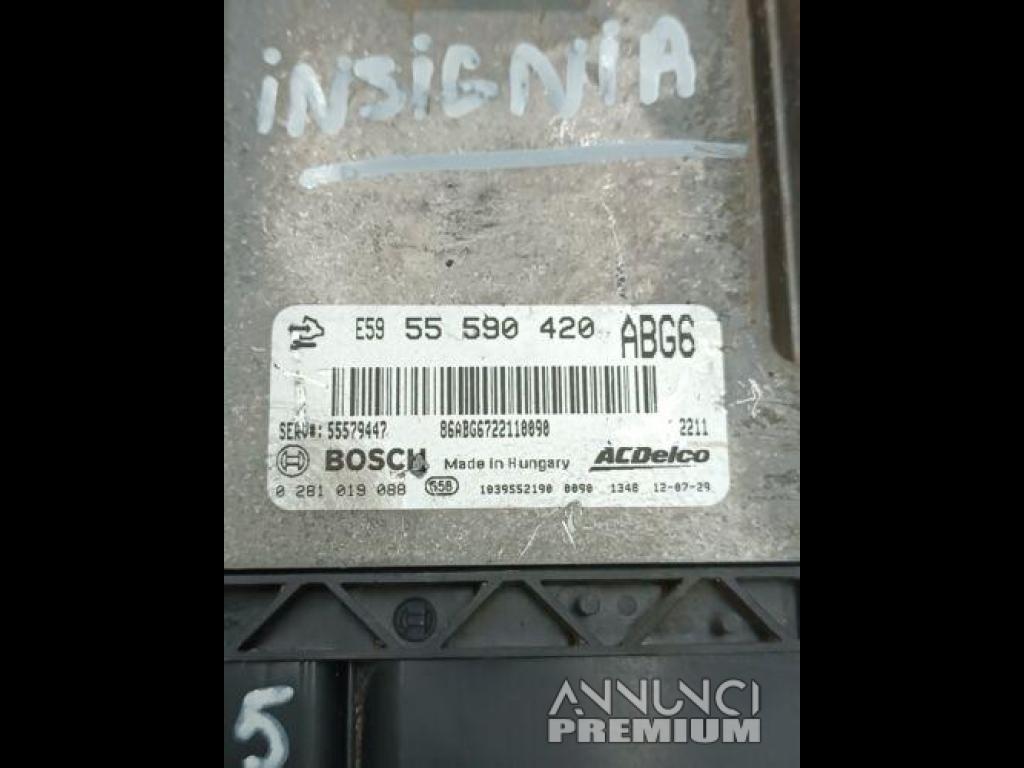 iNSiGNiA
E59 55 590 420 ABG6
SERV#: 55579447 86ABG6722110090 2211
BOSCH Made in Hungary ACDelco
0 281 019 088 558 1039552190 0090 1348 12-07-29
5
ANNUNCI
PREMIUM